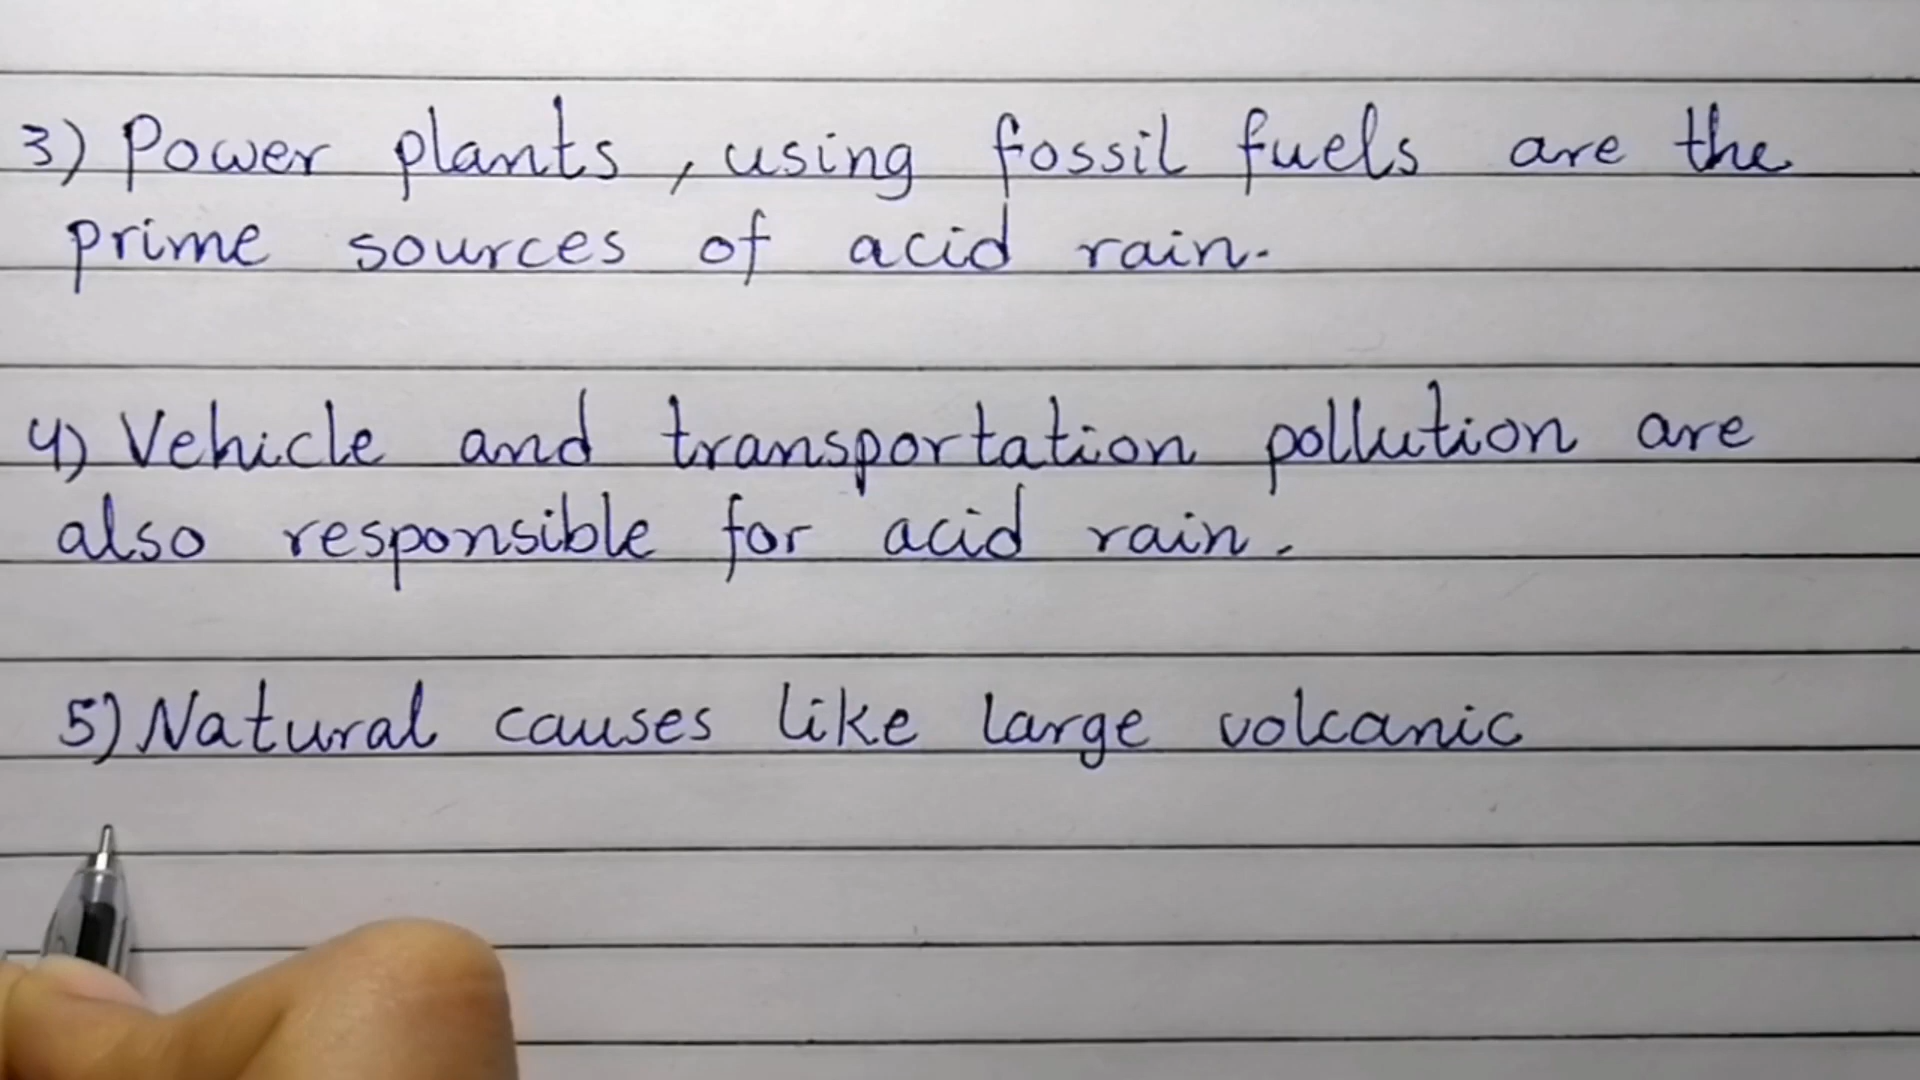 3) Power plants, using fossil fuels are the
prime sources of acid rain.
4) Vehicle and transportation pollution are
also responsible for acid rain.
5) Natural causes like large volcanic